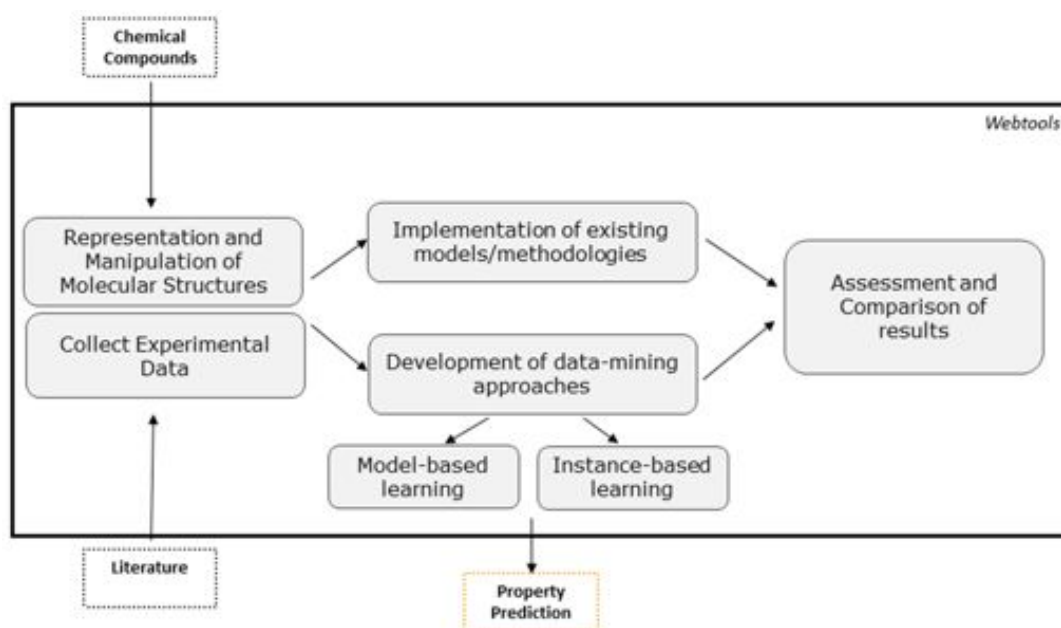 Chemical
Compounds
Webtools
Representation and
Manipulation of
Molecular Structures
Collect Experimental
Data
Implementation of existing
models/methodologies
Development of data-mining
approaches
Model-based
learning
Instance-based
learning
Assessment and
Comparison of
results
Literature
Property
Prediction